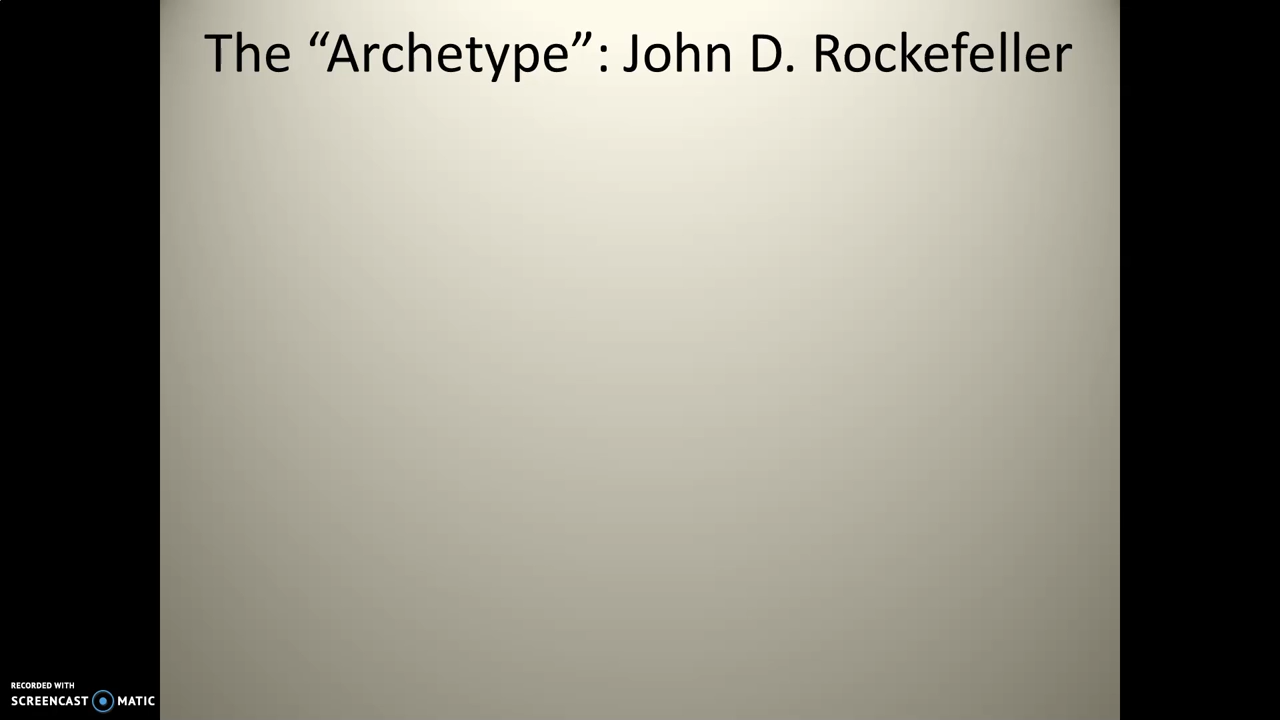 The “Archetype”: John D. Rockefeller
RECORDED WITH
SCREENCAST MATIC